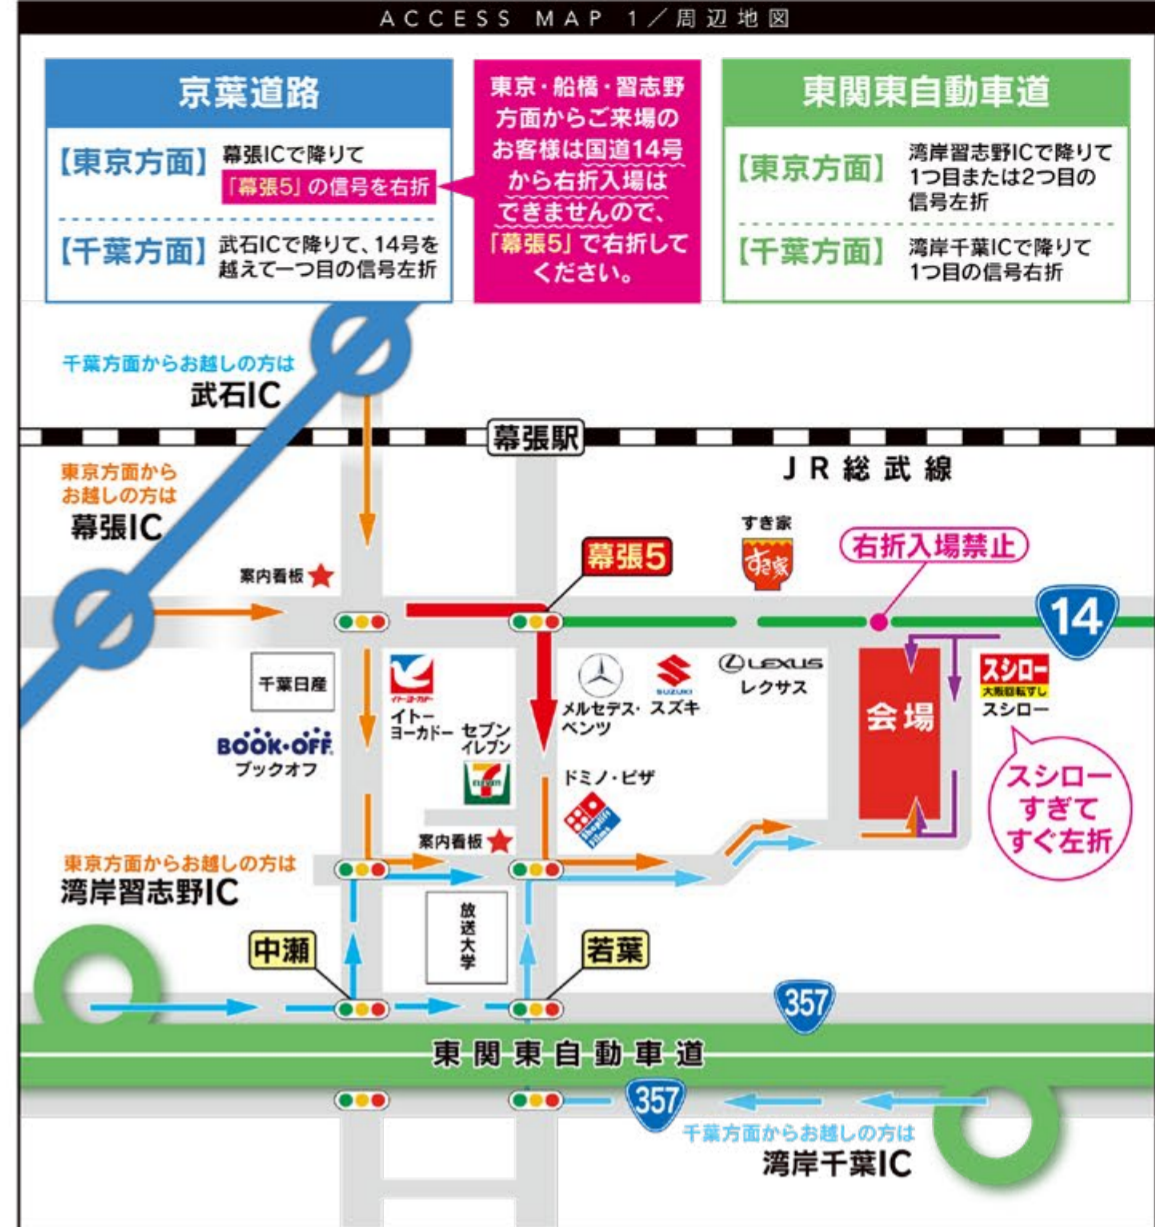 ACCESS MAP 1／周辺地図
京葉道路
【東京方面】
幕張ICで降りて
「幕張5」の信号を右折
【千葉方面】
武石ICで降りて、14号を
越えて一つ目の信号左折
東京・船橋・習志野
方面からご来場の
お客様は国道14号
から右折入場は
できませんので、
「幕張5」で右折して
ください。
東関東自動車道
【東京方面】
湾岸習志野ICで降りて
1つ目または2つ目の
信号左折
【千葉方面】
湾岸千葉ICで降りて
1つ目の信号右折
千葉方面からお越しの方は
武石IC
幕張駅
JR総武線
東京方面から
お越しの方は
幕張IC
すき家
すき家
右折入場禁止
幕張5
案内看板
14
千葉日産
イトーヨーカドー
イトー
ヨーカドー
メルセデス・
ベンツ
SUZUKI
スズキ
LEXUS
レクサス
会場
スシロー
大阪回転すし
スシロー
BOOK・OFF
ブックオフ
セブン
イレブン
ELEVEN
ドミノ・ピザ
スシロー
すぎて
すぐ左折
案内看板
東京方面からお越しの方は
湾岸習志野IC
放送大学
中瀬
若葉
357
東関東自動車道
357
千葉方面からお越しの方は
湾岸千葉IC